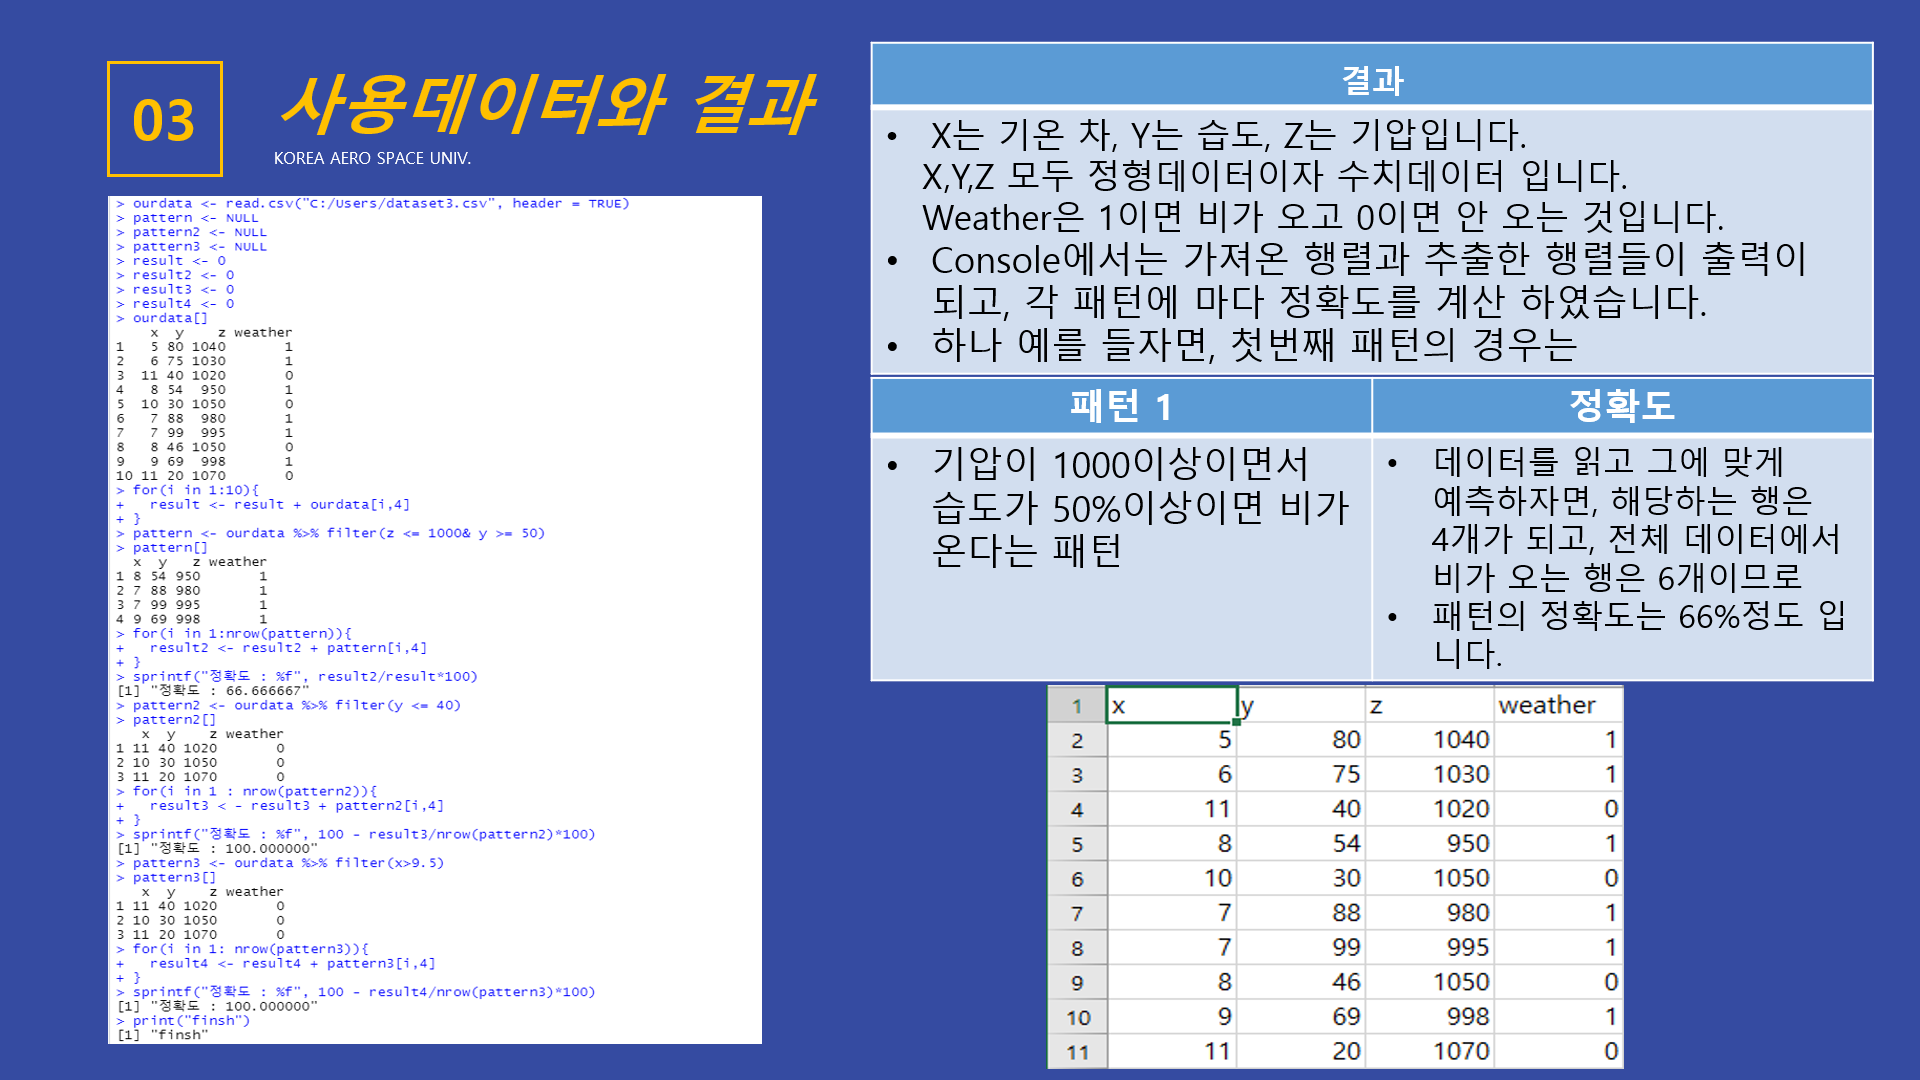 03
사용데이터와 결과
KOREA AERO SPACE UNIV.
> ourdata <- read.csv("C:/Users/dataset3.csv", header = TRUE)
> pattern <- NULL
> pattern2 <- NULL
> pattern3 <- NULL
> result <- 0
> result2 <- 0
> result3 <- 0
> result4 <- 0
> ourdata[]
x y z weather
1 5 80 1040 1
2 6 75 1030 1
3 11 40 1020 0
4 8 54 950 1
5 10 30 1050 0
6 7 88 980 1
7 7 99 995 1
8 8 46 1050 0
9 9 69 998 1
10 11 20 1070 0
> for(i in 1:10){
+ result <- result + ourdata[i,4]
+ }
> pattern <- ourdata %>% filter(z <= 1000& y >= 50)
> pattern[]
x y z weather
1 8 54 950 1
2 7 88 980 1
3 7 99 995 1
4 9 69 998 1
> for(i in 1:nrow(pattern)){
+ result2 <- result2 + pattern[i,4]
+ }
> sprintf("정확도 : %f", result2/result*100)
[1] "정확도 : 66.666667"
> pattern2 <- ourdata %>% filter(y <= 40)
> pattern2[]
x y z weather
1 11 40 1020 0
2 10 30 1050 0
3 11 20 1070 0
> for(i in 1 : nrow(pattern2)){
+ result3 < - result3 + pattern2[i,4]
+ }
> sprintf("정확도 : %f", 100 - result3/nrow(pattern2)*100)
[1] "정확도 : 100.000000"
> pattern3 <- ourdata %>% filter(x>9.5)
> pattern3[]
x y z weather
1 11 40 1020 0
2 10 30 1050 0
3 11 20 1070 0
> for(i in 1: nrow(pattern3)){
+ result4 <- result4 + pattern3[i,4]
+ }
> sprintf("정확도 : %f", 100 - result4/nrow(pattern3)*100)
[1] "정확도 : 100.000000"
> print("finsh")
[1] "finsh"
결과
• X는 기온 차, Y는 습도, Z는 기압입니다.
X,Y,Z 모두 정형데이터이자 수치데이터 입니다.
Weather은 1이면 비가 오고 0이면 안 오는 것입니다.
• Console에서는 가져온 행렬과 추출한 행렬들이 출력이
되고, 각 패턴에 마다 정확도를 계산 하였습니다.
• 하나 예를 들자면, 첫번째 패턴의 경우는
패턴 1
• 기압이 1000이상이면서
습도가 50%이상이면 비가
온다는 패턴
정확도
• 데이터를 읽고 그에 맞게
예측하자면, 해당하는 행은
4개가 되고, 전체 데이터에서
비가 오는 행은 6개이므로
• 패턴의 정확도는 66%정도 입
니다.
1 x y z weather
2 5 80 1040 1
3 6 75 1030 1
4 11 40 1020 0
5 8 54 950 1
6 10 30 1050 0
7 7 88 980 1
8 7 99 995 1
9 8 46 1050 0
10 9 69 998 1
11 11 20 1070 0